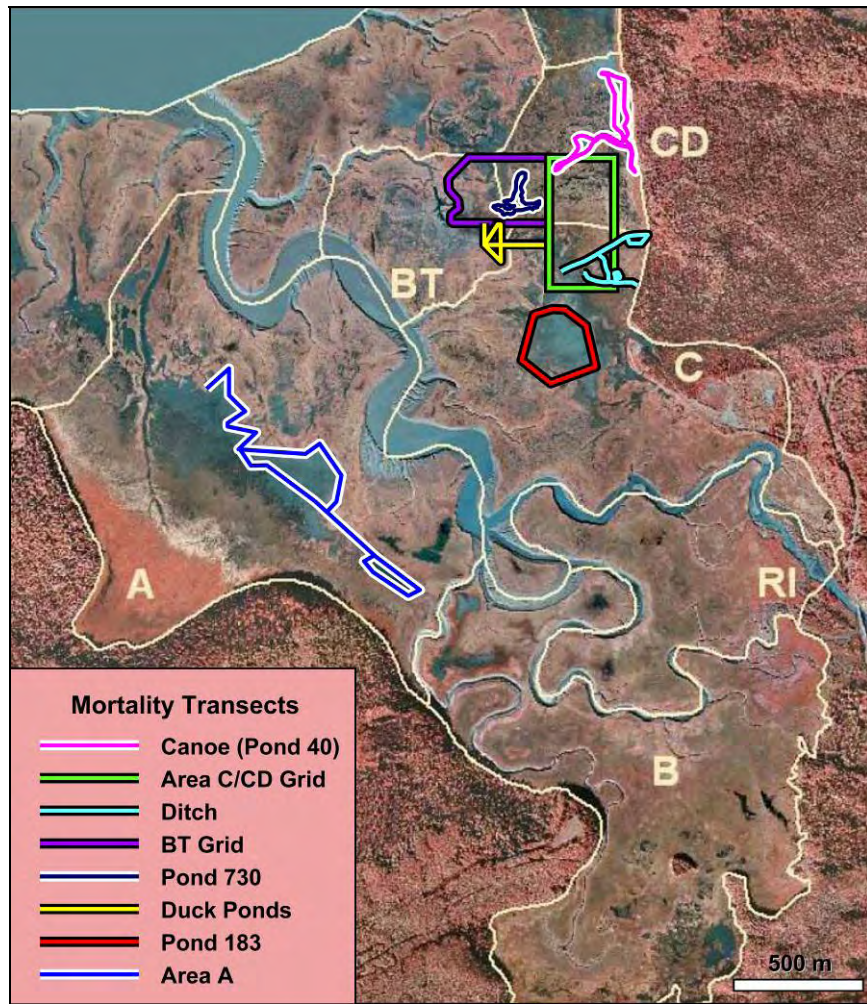 CD
BT
C
A
RI
B
Mortality Transects
Canoe (Pond 40)
Area C/CD Grid
Ditch
BT Grid
Pond 730
Duck Ponds
Pond 183
Area A
500 m